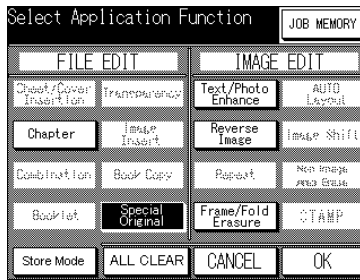 Select Application Function
JOB MEMORY
FILE EDIT
IMAGE EDIT
Sheet/Cover
Insertion
Transparency
Text/Photo
Enhance
AUTO
Layout
Chapter
Image
Insert
Reverse
Image
Image Shift
Combination
Book Copy
Repeat
Non Image
Area Erase
Booklet
Special
Original
Frame/Fold
Erasure
STAMP
Store Mode
ALL CLEAR
CANCEL
OK